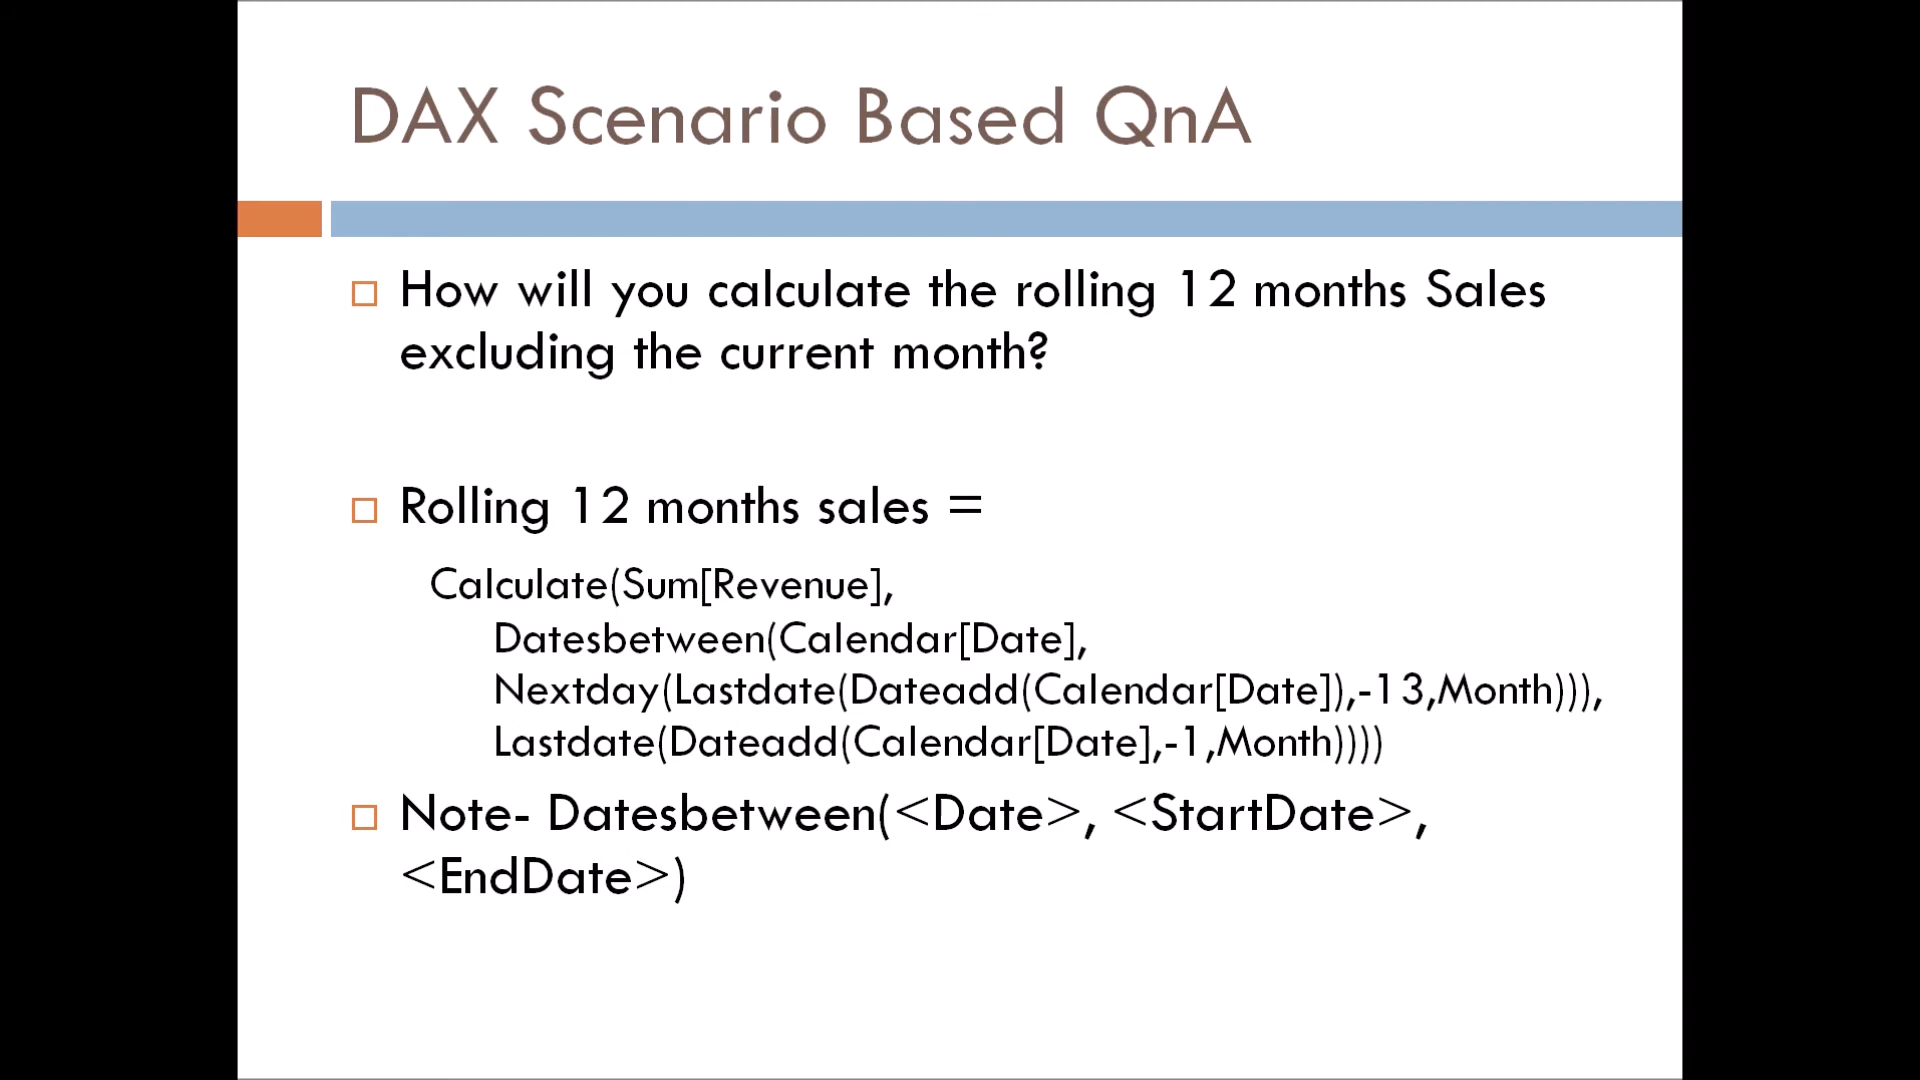 DAX Scenario Based QnA
How will you calculate the rolling 12 months Sales
excluding the current month?
Rolling 12 months sales =
Calculate(Sum[Revenue],
Datesbetween(Calendar[Date],
Nextday(Lastdate(Dateadd(Calendar[Date]),-13,Month))),
Lastdate(Dateadd(Calendar[Date],-1,Month))))
Note- Datesbetween(<Date>, <StartDate>,
<EndDate>)